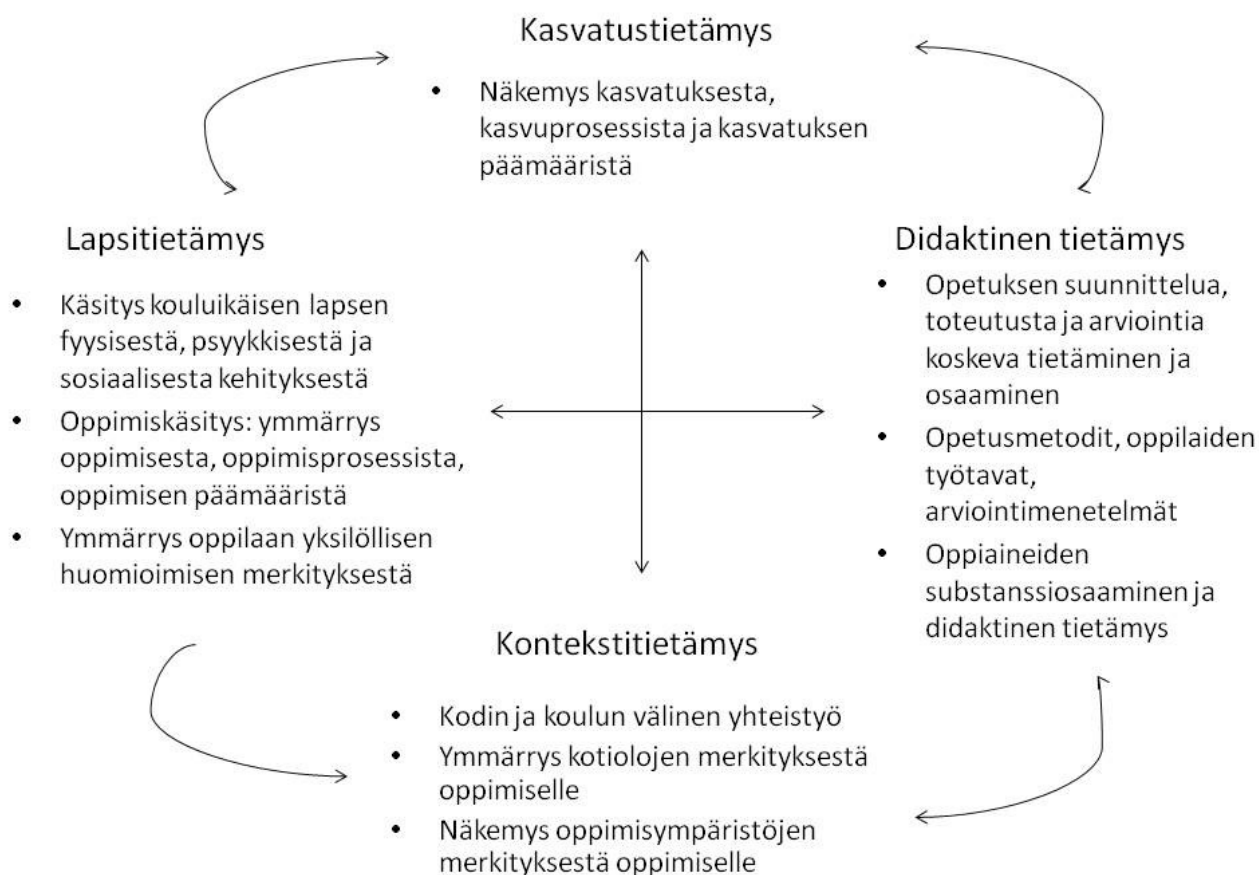 Kasvatustietämys
• Näkemys kasvatuksesta,
kasvuprosessista ja kasvatuksen
päämääristä
Lapsitietämys
• Käsitys kouluikäisen lapsen
fyysisestä, psyykkisestä ja
sosiaalisesta kehityksestä
• Oppimiskäsitys: ymmärrys
oppimisesta, oppimisprosessista,
oppimisen päämääristä
• Ymmärrys oppilaan yksilöllisen
huomioimisen merkityksestä
Didaktinen tietämys
• Opetuksen suunnittelua,
toteutusta ja arviointia
koskeva tietäminen ja
osaaminen
• Opetusmetodit, oppilaiden
työtavat,
arviointimenetelmät
• Oppiaineiden
substanssiosaaminen ja
didaktinen tietämys
Kontekstitietämys
• Kodin ja koulun välinen yhteistyö
• Ymmärrys kotiolojen merkityksestä
oppimiselle
• Näkemys oppimisympäristöjen
merkityksestä oppimiselle